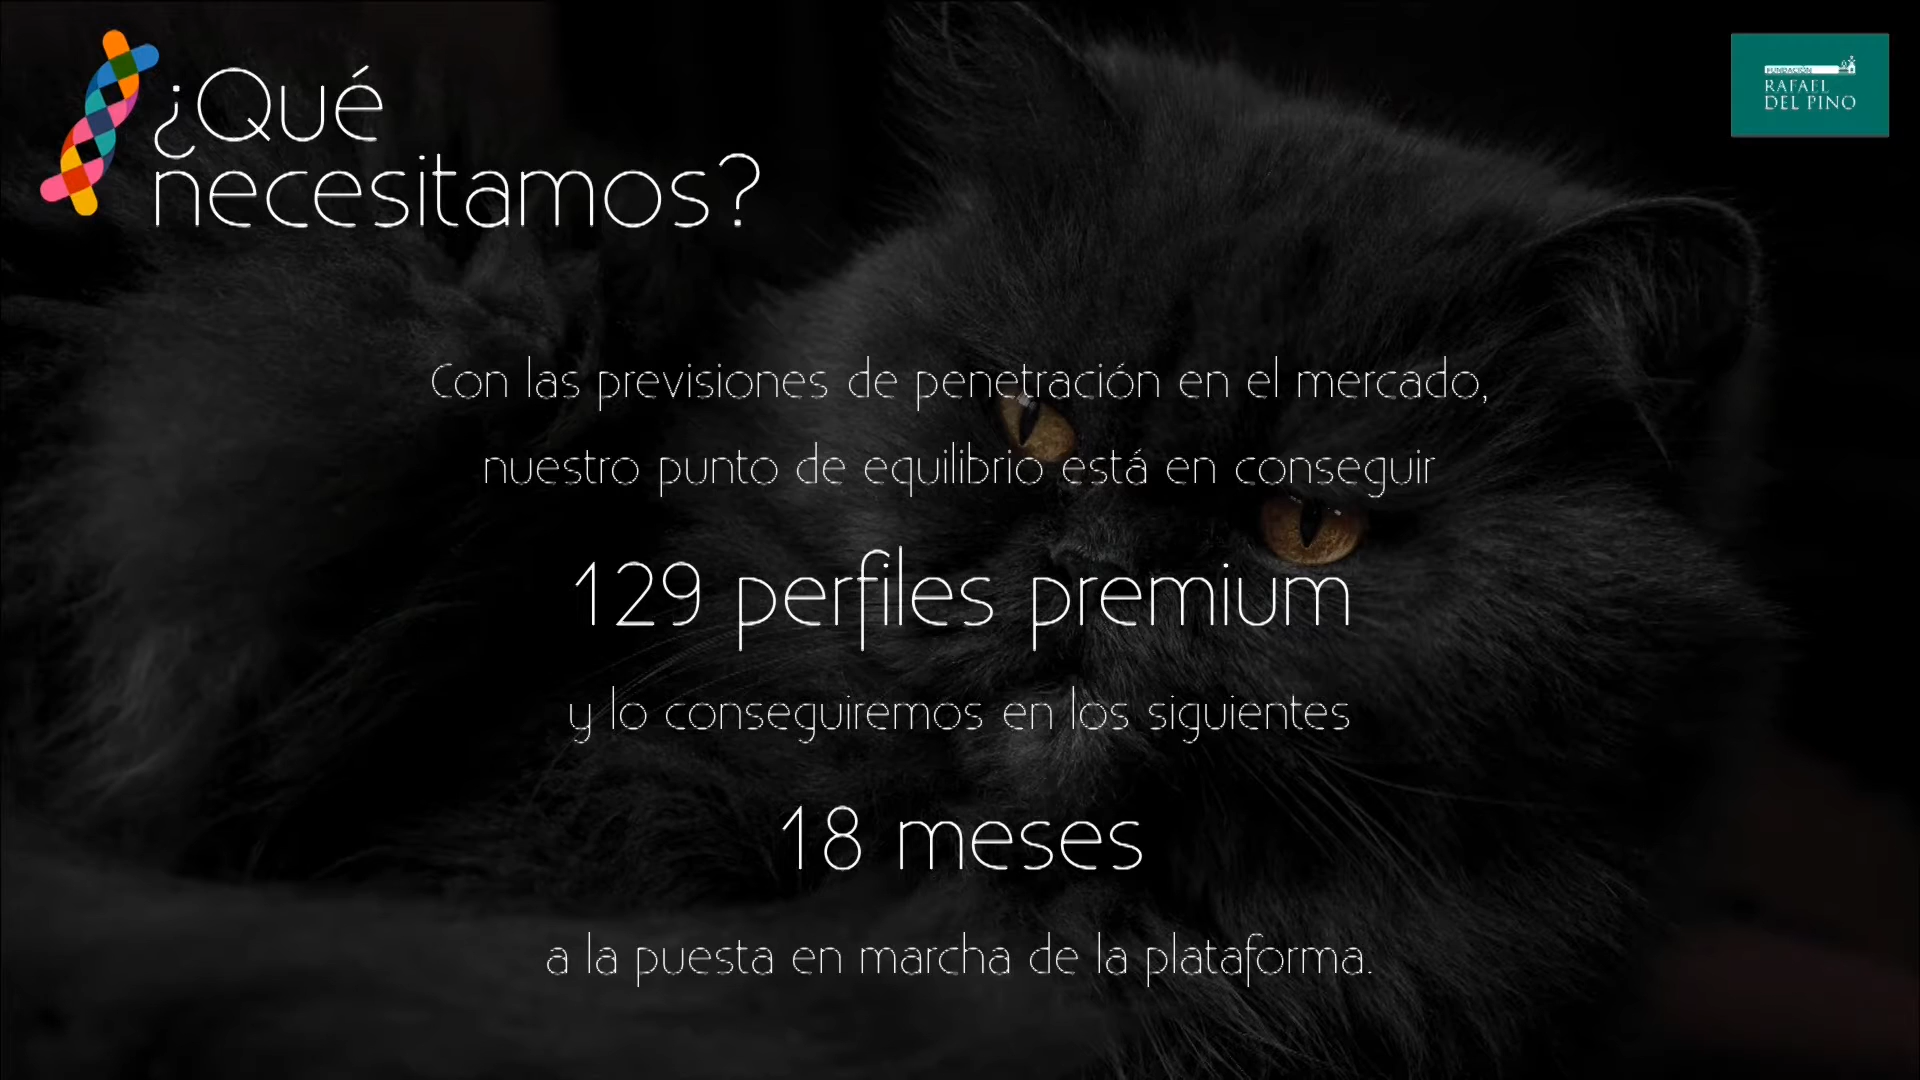 ¿Qué
necesitamos?
FUNDACIÓN
RAFAEL
DEL PINO
Con las previsiones de penetración en el mercado,
nuestro punto de equilibrio está en conseguir
129 perfiles premium
y lo conseguiremos en los siguientes
18 meses
a la puesta en marcha de la plataforma.